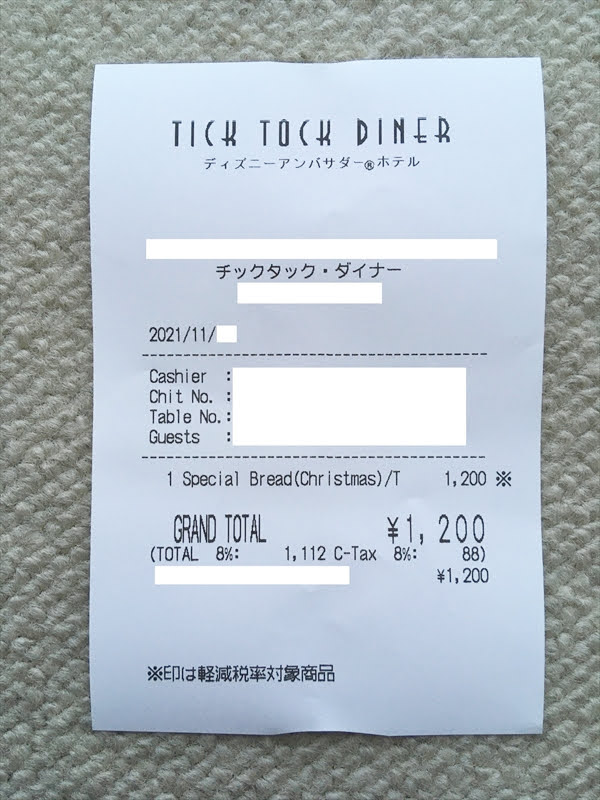 TICK TOCK DINER
ディズニーアンバサダー®ホテル
チックタック・ダイナー
2021/11/
Cashier :
Chit No. :
Table No.:
Guests :
1 Special Bread(Christmas)/T 1,200 ※
GRAND TOTAL ¥1,200
(TOTAL 8%: 1,112 C-Tax 8%: 88)
¥1,200
※印は軽減税率対象商品